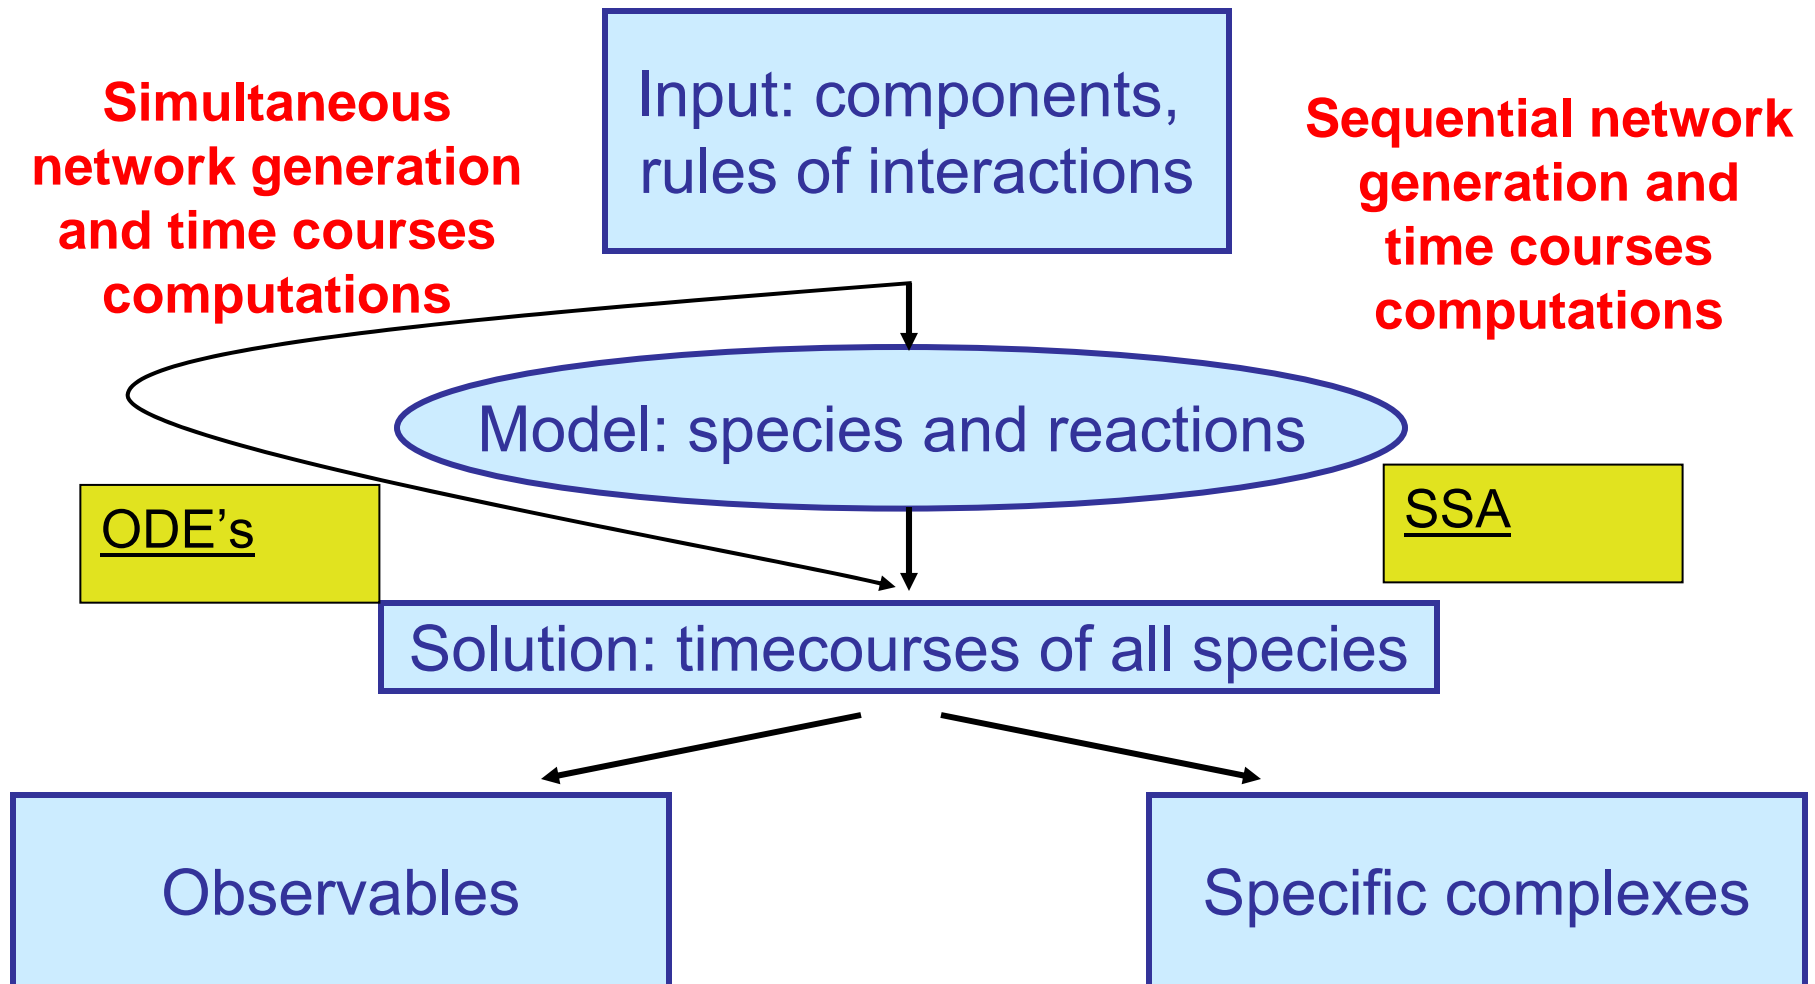 Simultaneous
network generation
and time courses
computations
Input: components,
rules of interactions
Sequential network
generation and
time courses
computations
Model: species and reactions
ODE's
SSA
Solution: timecourses of all species
Observables
Specific complexes